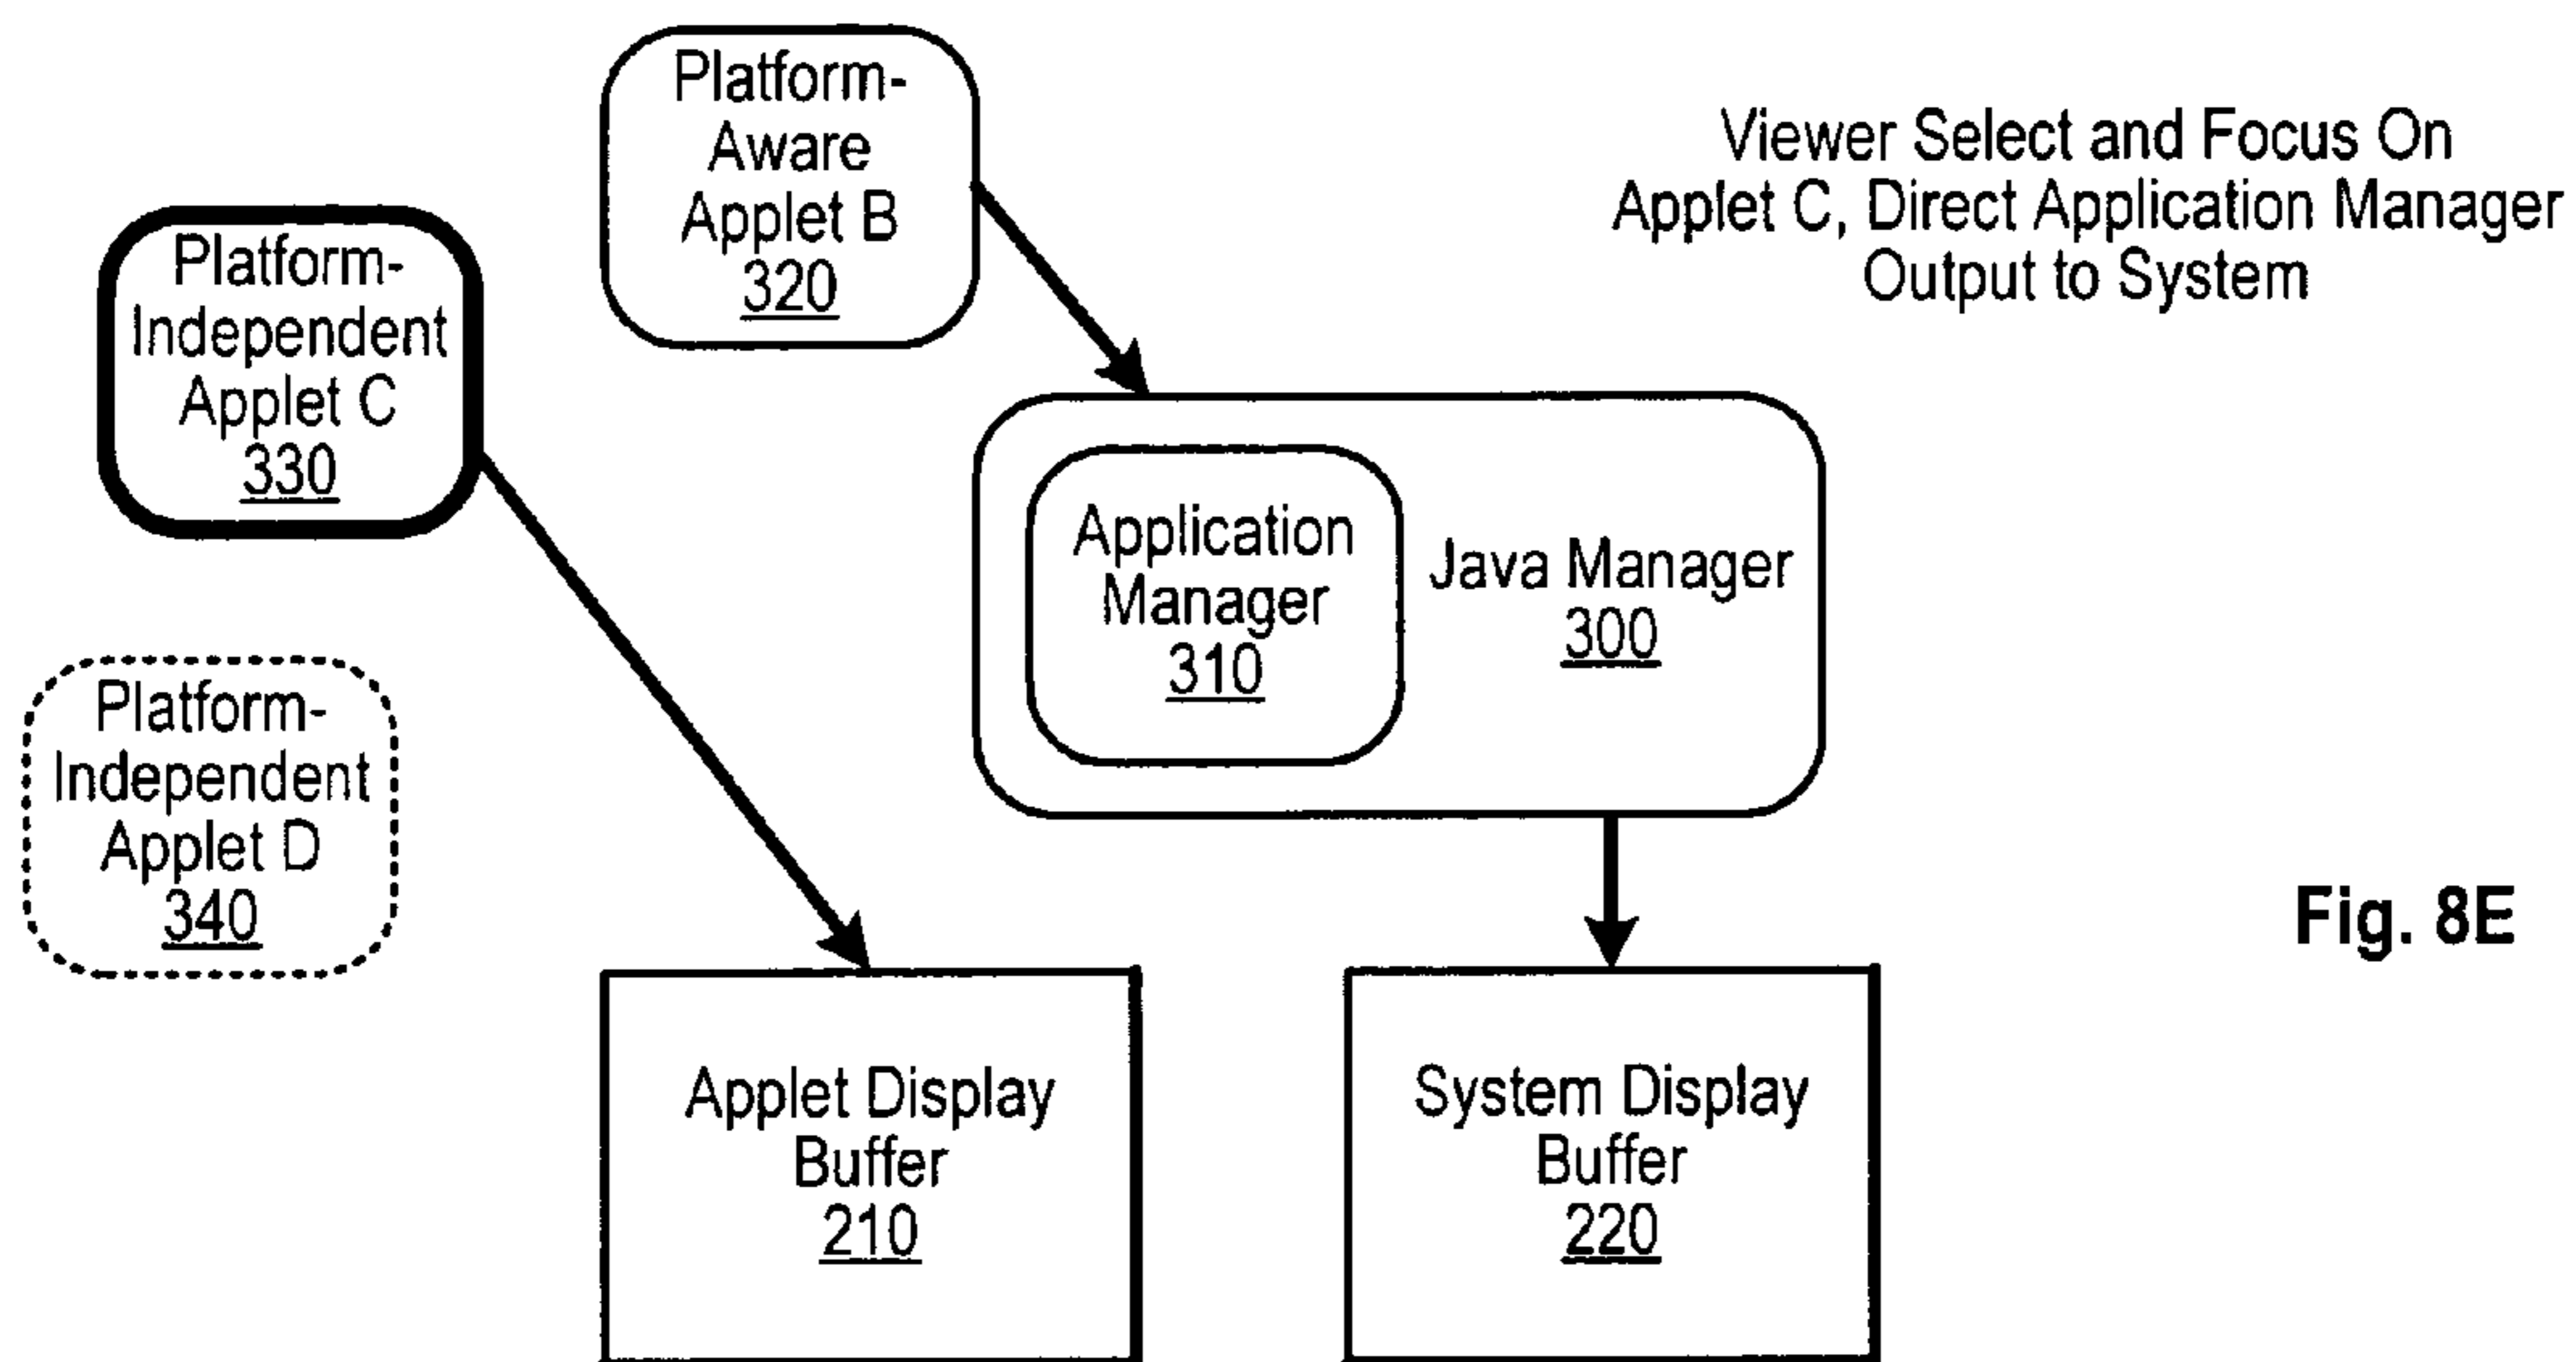 Platform-
Aware
Applet B
320
Viewer Select and Focus On
Applet C, Direct Application Manager
Output to System
Platform-
Independent
Applet C
330
Application
Manager
310
Java Manager
300
Platform-
Independent
Applet D
340
Fig. 8E
Applet Display
Buffer
210
System Display
Buffer
220